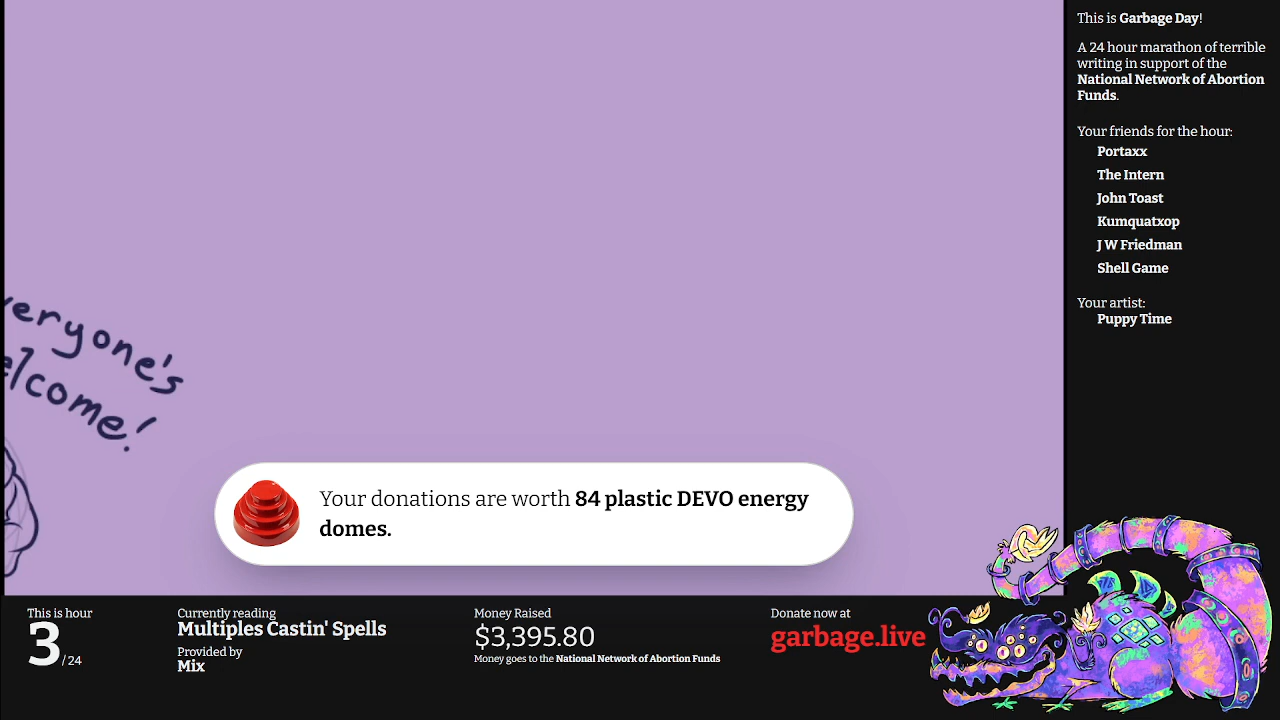 This is Garbage Day!
A 24 hour marathon of terrible
writing in support of the
National Network of Abortion
Funds.
Your friends for the hour:
Portaxx
The Intern
John Toast
Kumquatxop
J W Friedman
Shell Game
Your artist:
Puppy Time
veryone's
elcome!
Your donations are worth 84 plastic DEVO energy
domes.
This is hour
3/24
Currently reading
Multiples Castin' Spells
Provided by
Mix
Money Raised
$3,395.80
Money goes to the National Network of Abortion Funds
Donate now at
garbage.live